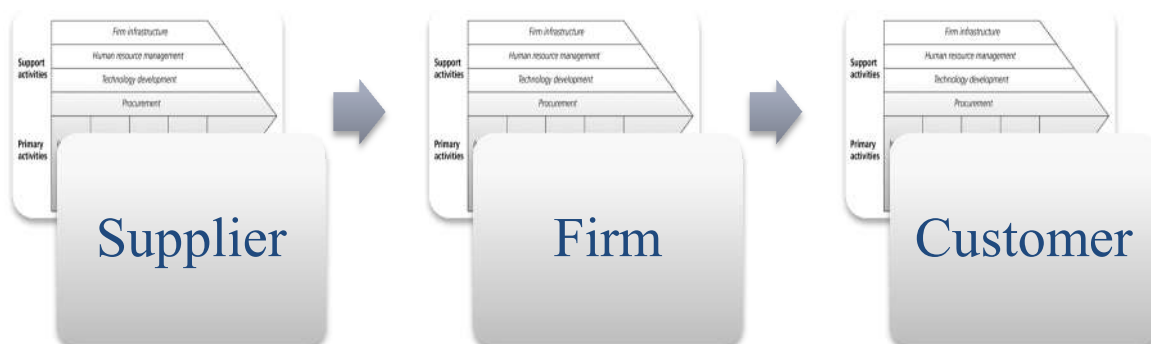 Firm infrastructure
Human resource management
Support
activities
Technology development
Procurement
Primary
activities
Supplier
Firm infrastructure
Human resource management
Support
activities
Technology development
Procurement
Primary
activities
Firm
Firm infrastructure
Human resource management
Support
activities
Technology development
Procurement
Primary
activities
Customer